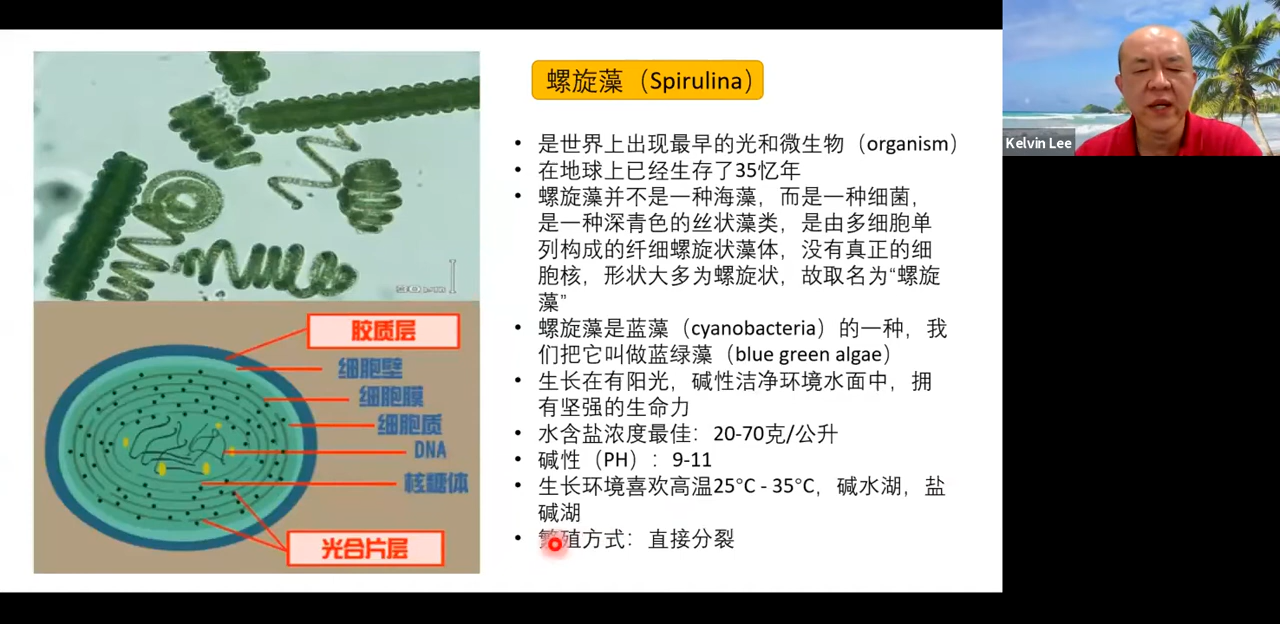 螺旋藻（Spirulina）
• 是世界上出现最早的光和微生物（organism）
• 在地球上已经生存了35忆年
• 螺旋藻并不是一种海藻，而是一种细菌，
是一种深青色的丝状藻类，是由多细胞单
列构成的纤细螺旋状藻体，没有真正的细
胞核，形状大多为螺旋状，故取名为“螺旋
藻”
• 螺旋藻是蓝藻（cyanobacteria）的一种，我
们把它叫做蓝绿藻（blue green algae）
• 生长在有阳光，碱性洁净环境水面中，拥
有坚强的生命力
• 水含盐浓度最佳：20-70克/公升
• 碱性（PH）：9-11
• 生长环境喜欢高温25°C - 35°C，碱水湖，盐
碱湖
• 繁殖方式：直接分裂
胶质层
细胞壁
细胞膜
细胞质
DNA
核糖体
光合片层
Kelvin Lee